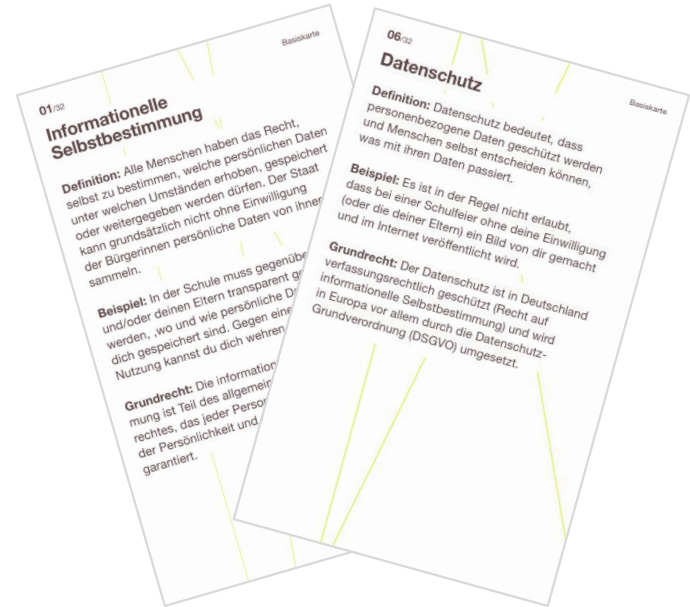 01/32
Basiskarte
Informationelle
Selbstbestimmung
Definition: Alle Menschen haben das Recht,
selbst zu bestimmen, welche persönlichen Daten
unter welchen Umständen erhoben, gespeichert
oder weitergegeben werden dürfen. Der Staat
kann grundsätzlich nicht ohne Einwilligung
der Bürgerinnen persönliche Daten von ihnen
sammeln.
Beispiel: In der Schule muss gegenübe
und/oder deinen Eltern transparent ge
werden, ,wo und wie persönliche Da
dich gespeichert sind. Gegen eine
Nutzung kannst du dich wehren
Grundrecht: Die information
mung ist Teil des allgemein
rechtes, das jeder Person
der Persönlichkeit und
garantiert.
06/32
Basiskarte
Datenschutz
Definition: Datenschutz bedeutet, dass
personenbezogene Daten geschützt werden
und Menschen selbst entscheiden können,
was mit ihren Daten passiert.
Beispiel: Es ist in der Regel nicht erlaubt,
dass bei einer Schulfeier ohne deine Einwilligung
(oder die deiner Eltern) ein Bild von dir gemacht
und im Internet veröffentlicht wird.
Grundrecht: Der Datenschutz ist in Deutschland
verfassungsrechtlich geschützt (Recht auf
informationelle Selbstbestimmung) und wird
in Europa vor allem durch die Datenschutz-
Grundverordnung (DSGVO) umgesetzt.